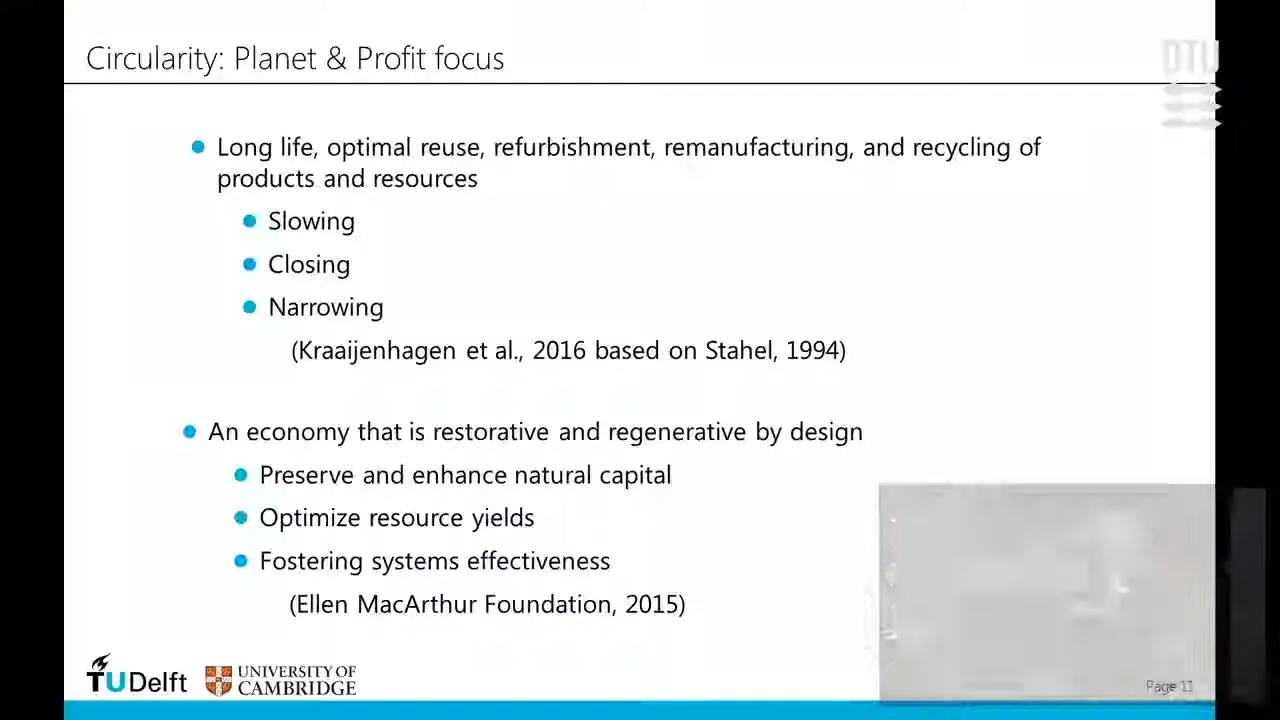 Circularity: Planet & Profit focus
DTU
Long life, optimal reuse, refurbishment, remanufacturing, and recycling of
products and resources
Slowing
Closing
Narrowing
(Kraaijenhagen et al., 2016 based on Stahel, 1994)
An economy that is restorative and regenerative by design
Preserve and enhance natural capital
Optimize resource yields
Fostering systems effectiveness
(Ellen MacArthur Foundation, 2015)
TUDelft
UNIVERSITY OF
CAMBRIDGE
Page 11